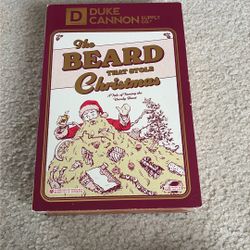 D
DUKE
CANNON SUPPLY CO
The
BEARD
THAT STOLE
Christmas
A Tale of Taming the
Unruly Beard